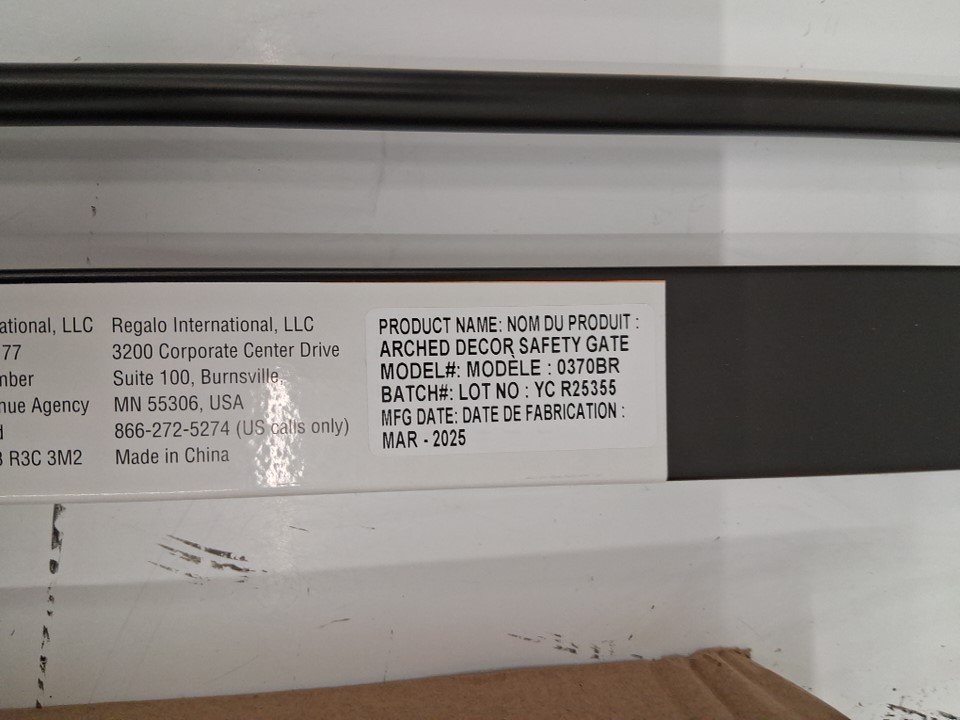 ational, LLC
77
mber
nue Agency
R3C 3M2
Regalo International, LLC
3200 Corporate Center Drive
Suite 100, Burnsville,
MN 55306, USA
866-272-5274 (US calls only)
Made in China
PRODUCT NAME: NOM DU PRODUIT :
ARCHED DECOR SAFETY GATE
MODEL#: MODÈLE : 0370BR
BATCH#: LOT NO : YC R25355
MFG DATE: DATE DE FABRICATION :
MAR - 2025